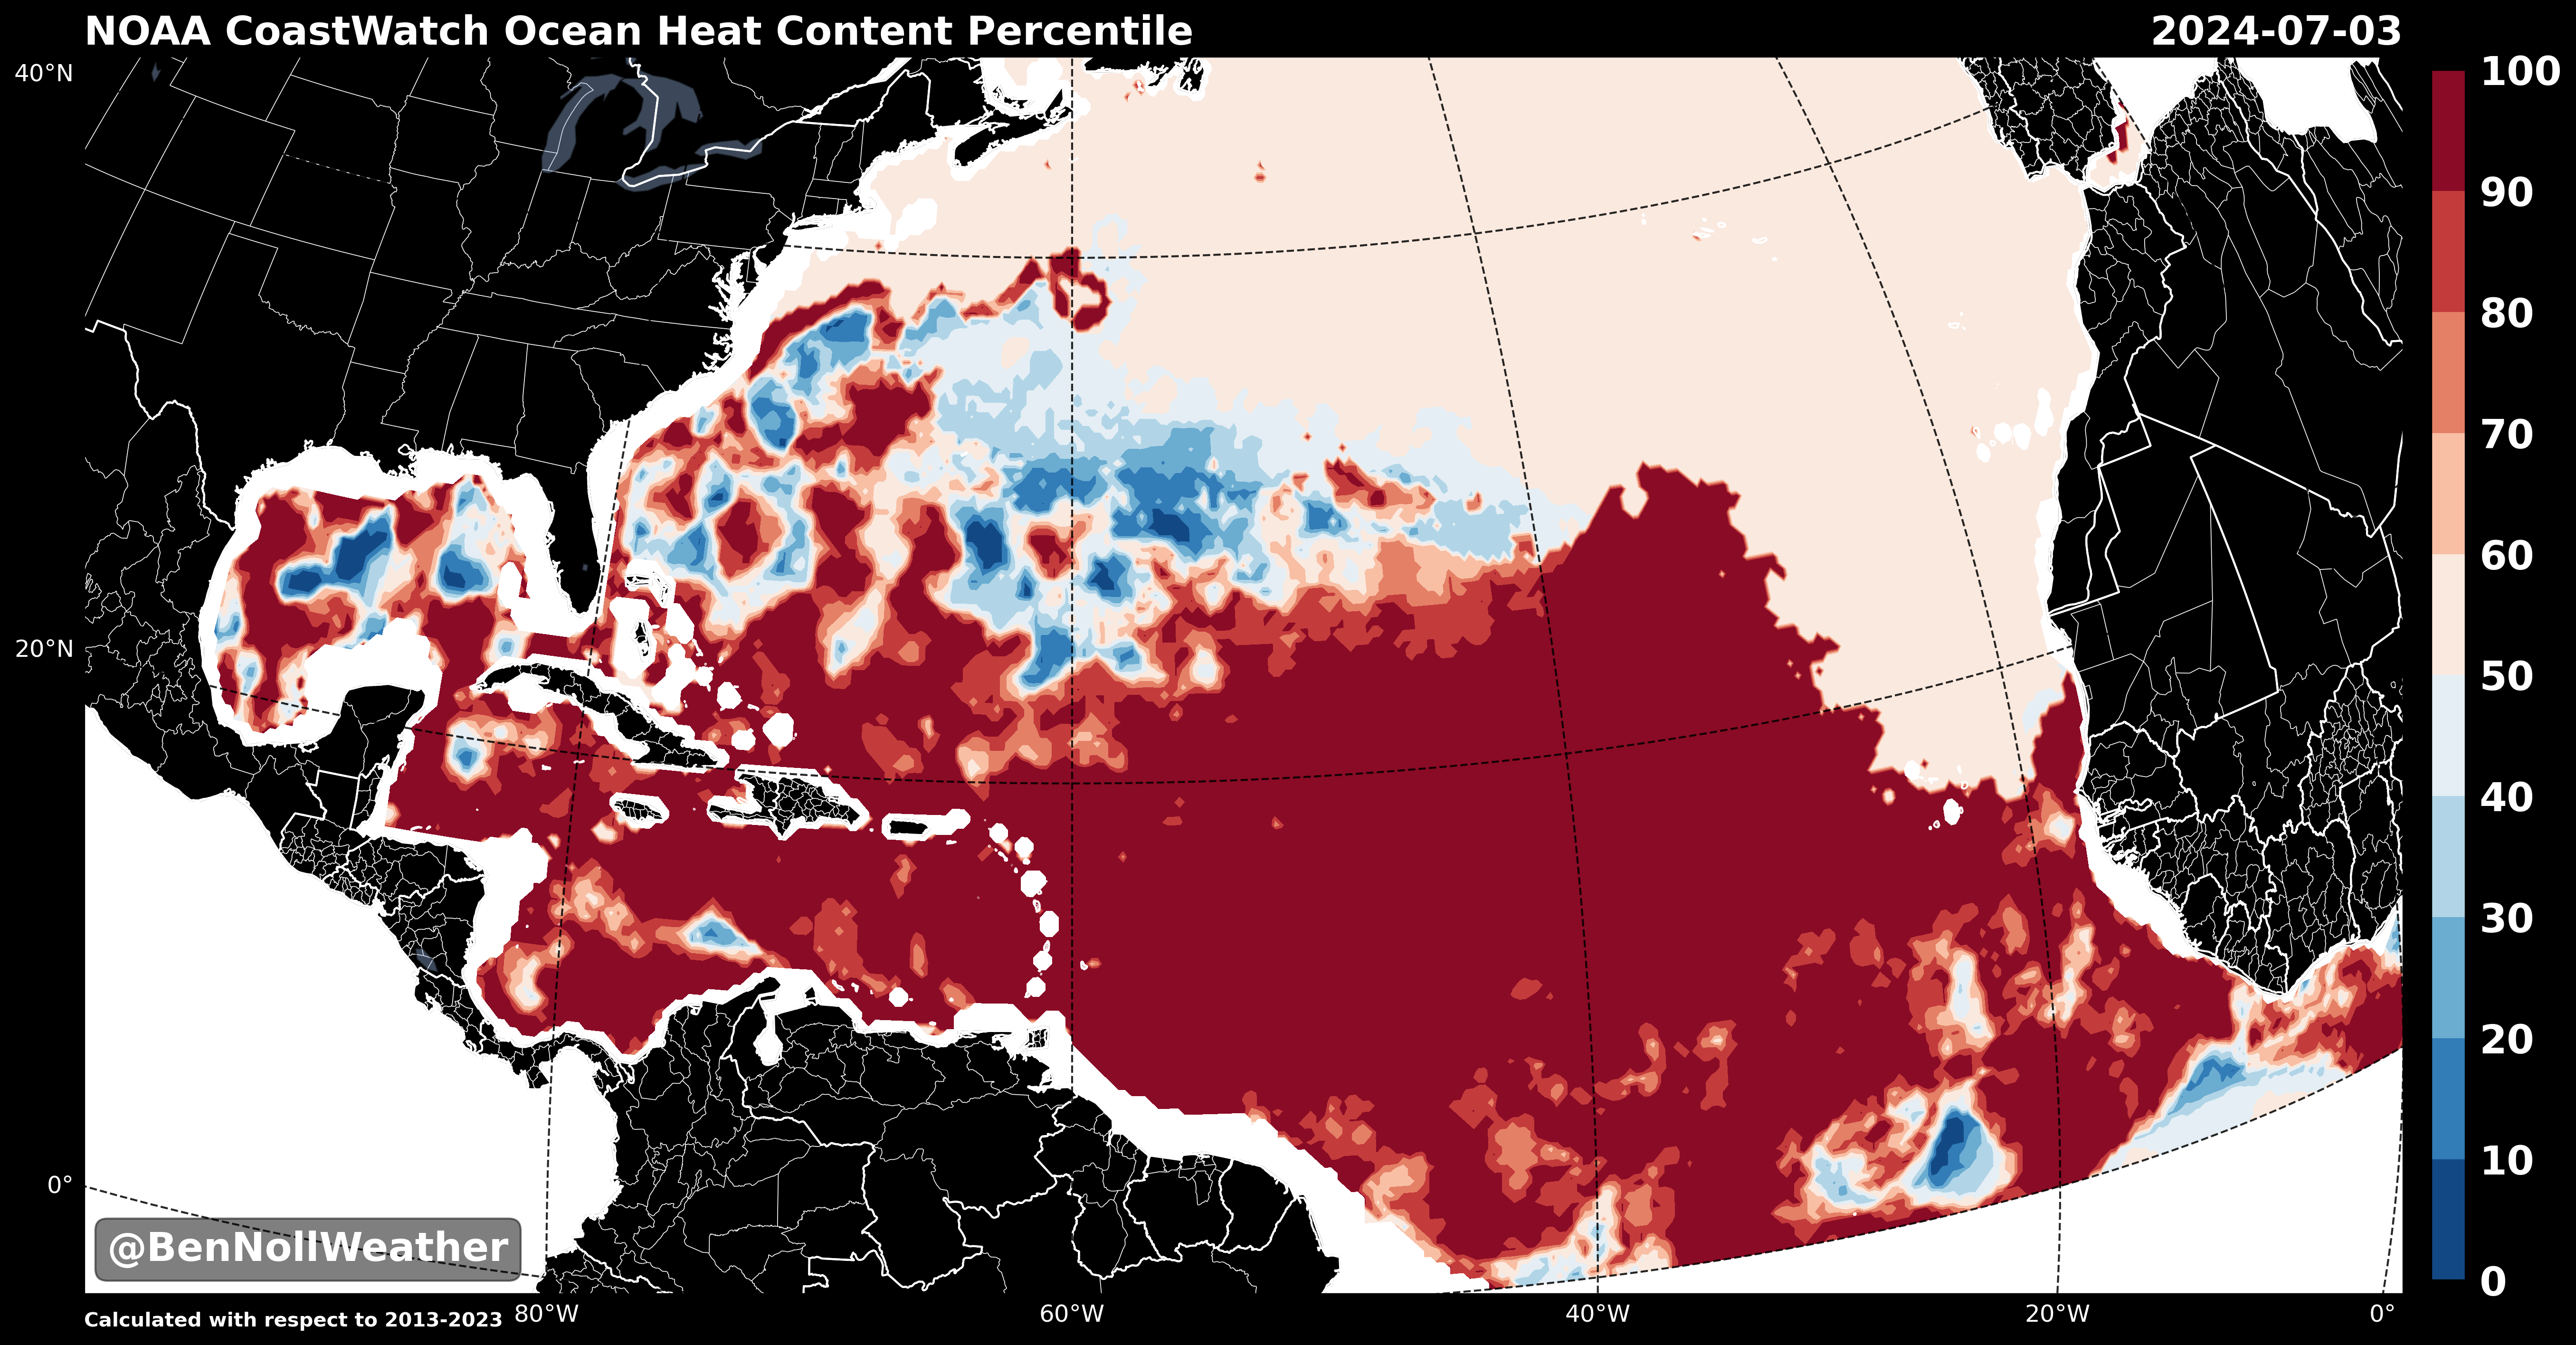 NOAA CoastWatch Ocean Heat Content Percentile 2024-07-03
40°N
20°N
0°
100
90
80
70
60
50
40
30
20
10
0
@BenNollWeather
Calculated with respect to 2013-2023
80°W 60°W 40°W 20°W 0°